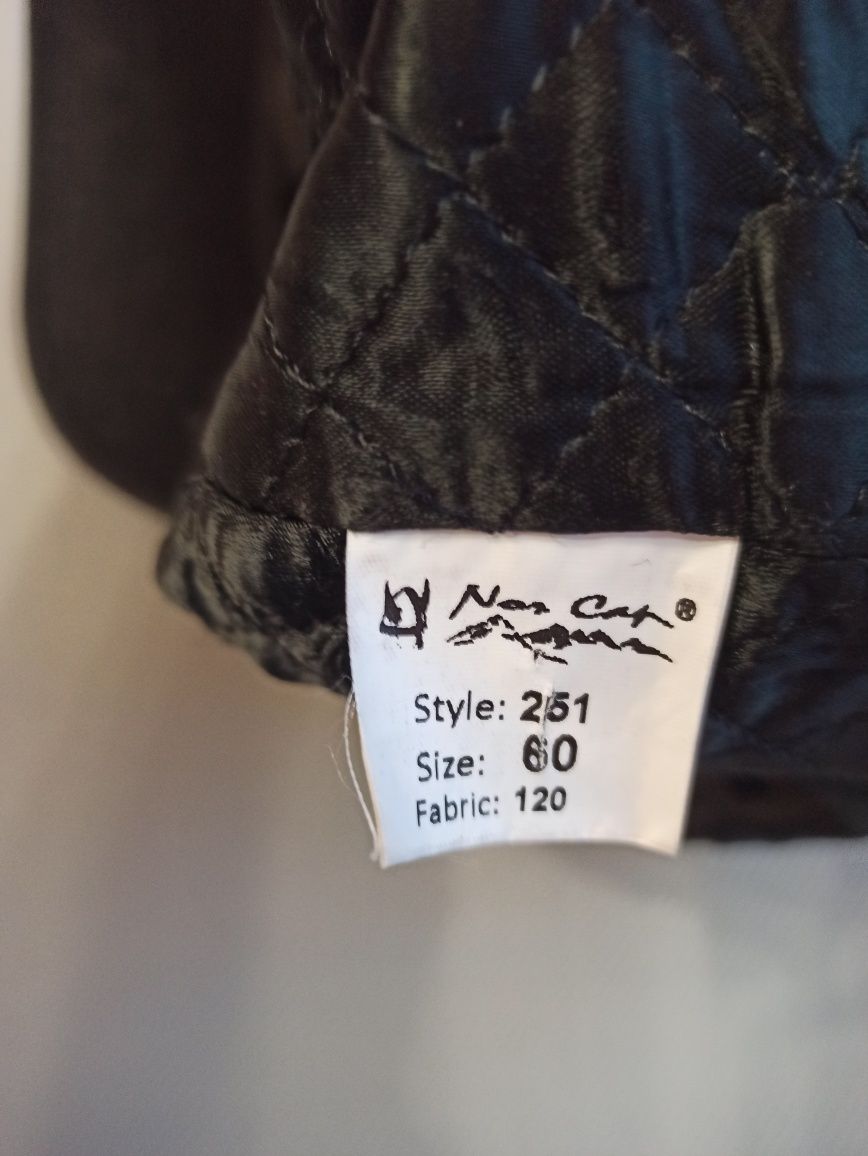 Nor Cap ®
Style: 251
Size: 60
Fabric: 120